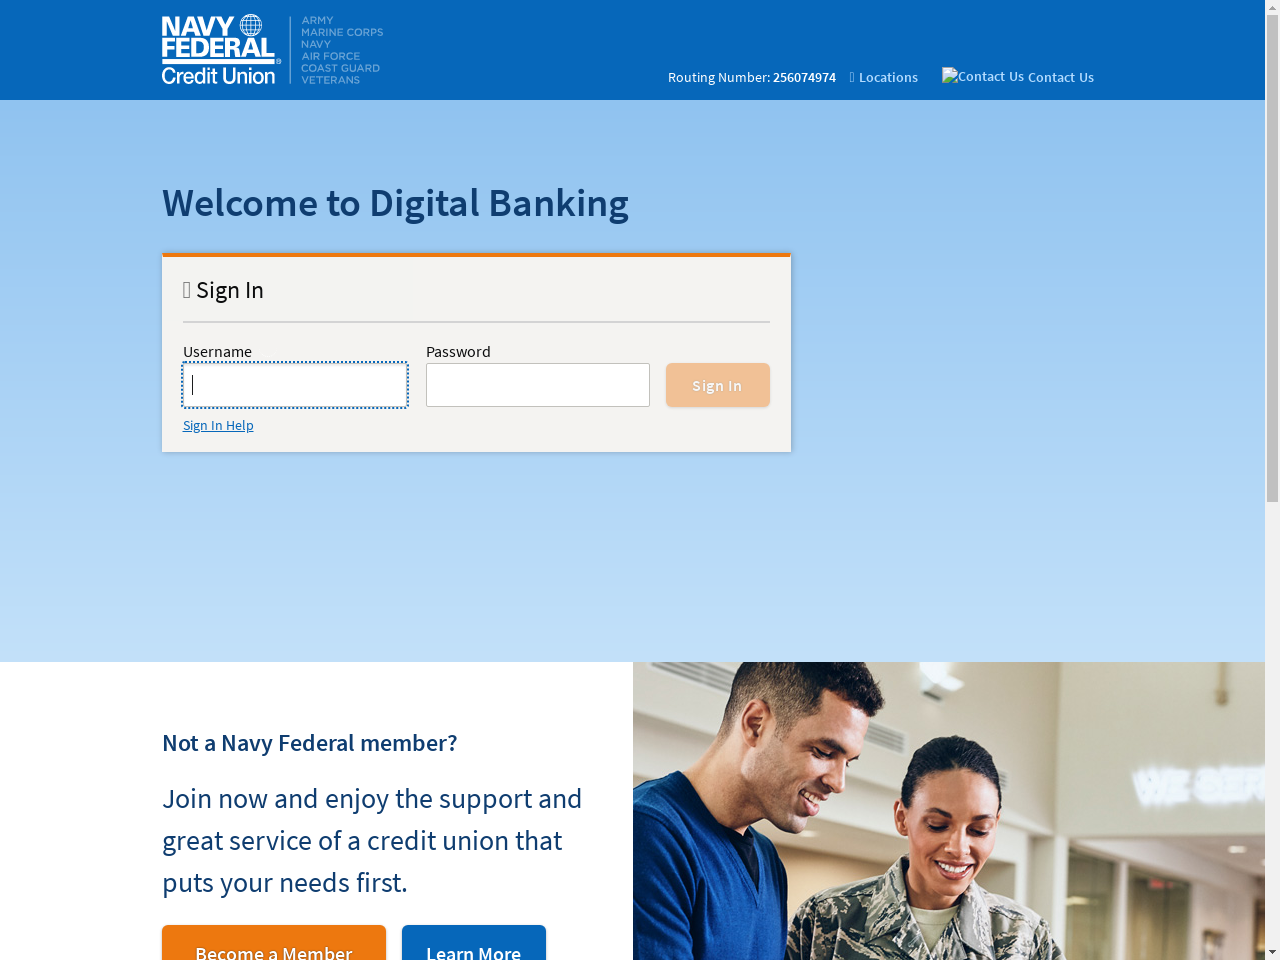 NAVY
FEDERAL
Credit Union
ARMY
MARINE CORPS
NAVY
AIR FORCE
COAST GUARD
VETERANS
Routing Number: 256074974
Locations
Contact Us Contact Us
Welcome to Digital Banking
Sign In
Username
Password
Sign In
Sign In Help
Not a Navy Federal member?
Join now and enjoy the support and
great service of a credit union that
puts your needs first.
Become a Member
Learn More